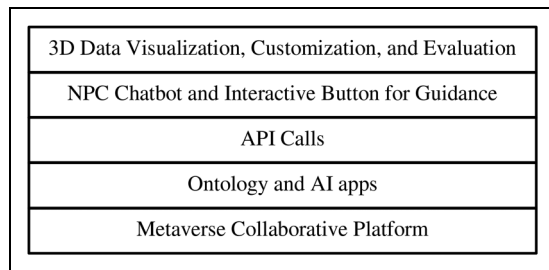 3D Data Visualization, Customization, and Evaluation
NPC Chatbot and Interactive Button for Guidance
API Calls
Ontology and AI apps
Metaverse Collaborative Platform